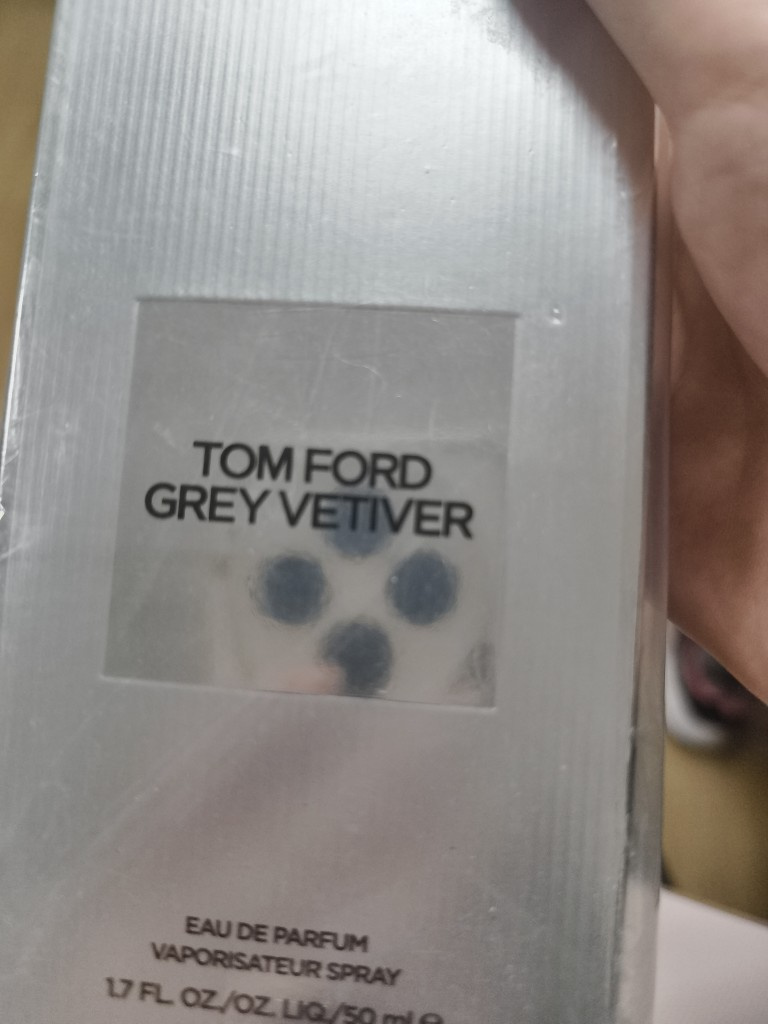 TOM FORD
GREY VETIVER
EAU DE PARFUM
VAPORISATEUR SPRAY
1.7 FL. OZ./OZ. LIQ./50 ml ℮